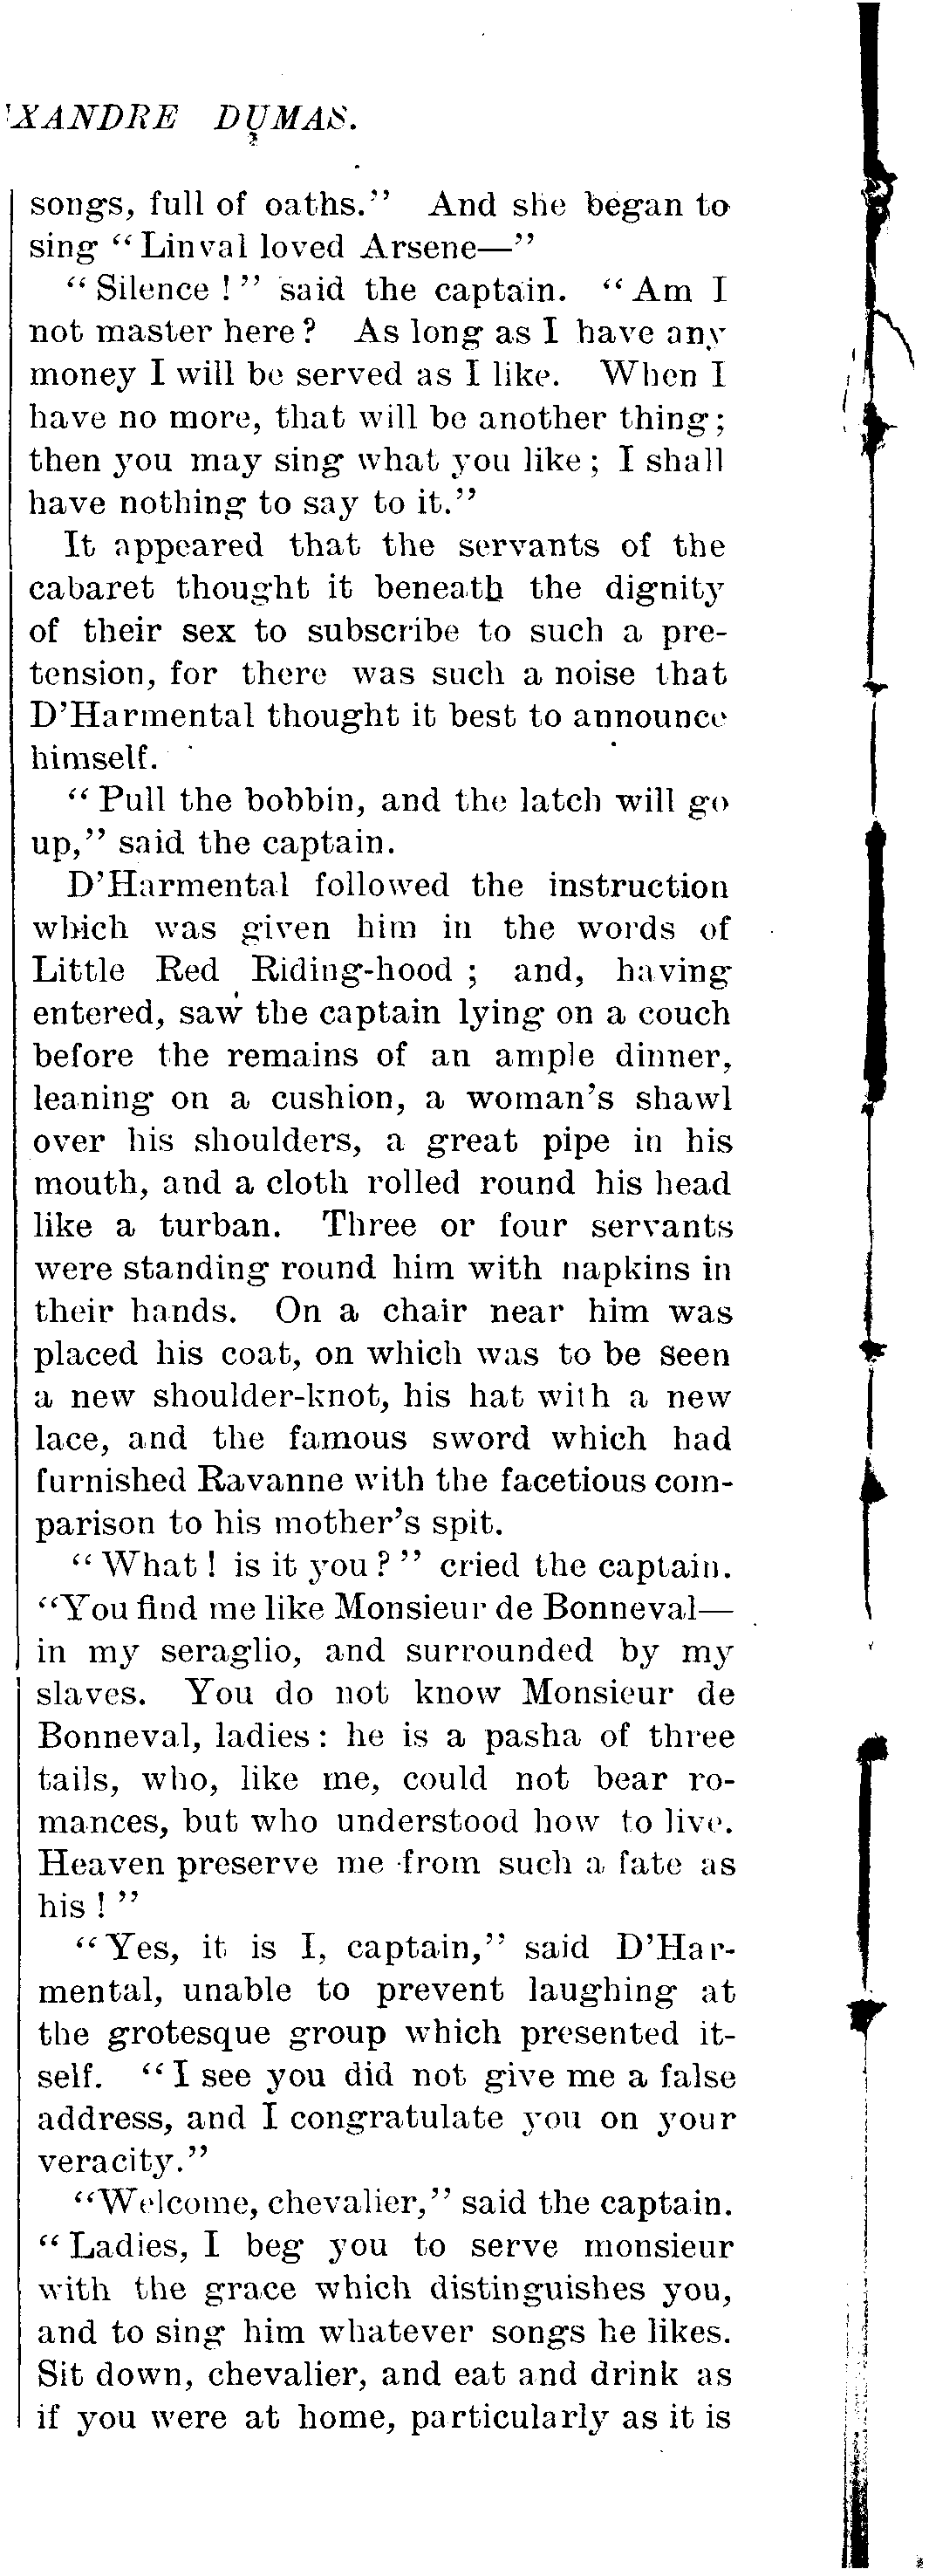 XANDRE DUMAS.
songs, full of oaths." And she began to
sing "Linval loved Arsene—"
"Silence!" said the captain. "Am I
not master here? As long as I have any
money I will be served as I like. When I
have no more, that will be another thing;
then you may sing what you like; I shall
have nothing to say to it."
It appeared that the servants of the
cabaret thought it beneath the dignity
of their sex to subscribe to such a pre-
tension, for there was such a noise that
D'Harmental thought it best to announce
himself.
"Pull the bobbin, and the latch will go
up," said the captain.
D'Harmental followed the instruction
which was given him in the words of
Little Red Riding-hood; and, having
entered, saw the captain lying on a couch
before the remains of an ample dinner,
leaning on a cushion, a woman's shawl
over his shoulders, a great pipe in his
mouth, and a cloth rolled round his head
like a turban. Three or four servants
were standing round him with napkins in
their hands. On a chair near him was
placed his coat, on which was to be seen
a new shoulder-knot, his hat with a new
lace, and the famous sword which had
furnished Ravanne with the facetious com-
parison to his mother's spit.
"What! is it you?" cried the captain.
"You find me like Monsieur de Bonneval—
in my seraglio, and surrounded by my
slaves. You do not know Monsieur de
Bonneval, ladies: he is a pasha of three
tails, who, like me, could not bear ro-
mances, but who understood how to live.
Heaven preserve me from such a fate as
his!"
"Yes, it is I, captain," said D'Har-
mental, unable to prevent laughing at
the grotesque group which presented it-
self. "I see you did not give me a false
address, and I congratulate you on your
veracity."
"Welcome, chevalier," said the captain.
"Ladies, I beg you to serve monsieur
with the grace which distinguishes you,
and to sing him whatever songs he likes.
Sit down, chevalier, and eat and drink as
if you were at home, particularly as it is